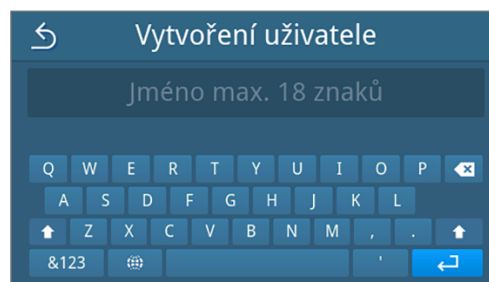 Vytvoření uživatele
Jméno max. 18 znaků
Q W E R T Y U I O P
A S D F G H J K L
Z X C V B N M , .
&123 '